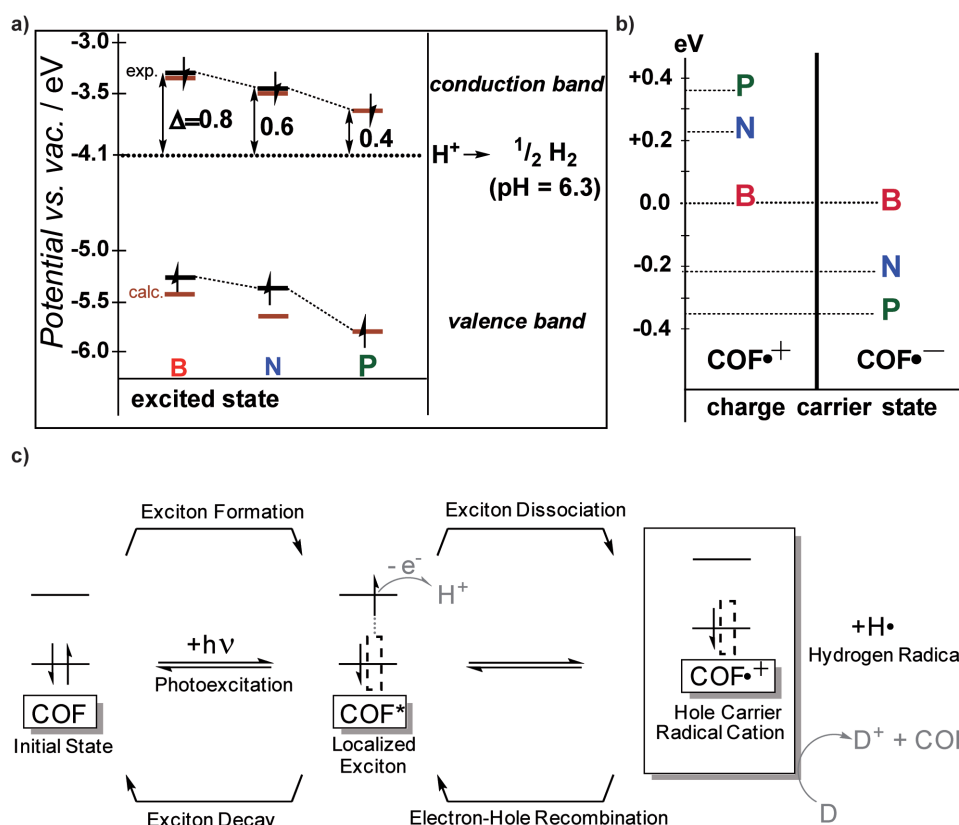 a)
Potential vs. vac. / eV
-3.0
-3.5
-4.1
-5.0
-5.5
-6.0
exp.
Δ=0.8
0.6
0.4
calc.
B
N
P
excited state
conduction band
H⁺ → ¹/₂ H₂
(pH = 6.3)
valence band
b)
eV
+0.4
+0.2
0.0
-0.2
-0.4
P
N
B
B
N
P
COF•⁺
COF•⁻
charge carrier state
c)
Exciton Formation
Exciton Dissociation
- e⁻
H⁺
+hν
Photoexcitation
COF
Initial State
COF*
Localized
Exciton
COF•⁺
Hole Carrier
Radical Cation
+H•
Hydrogen Radica
D⁺ + COF
D
Exciton Decay
Electron-Hole Recombination